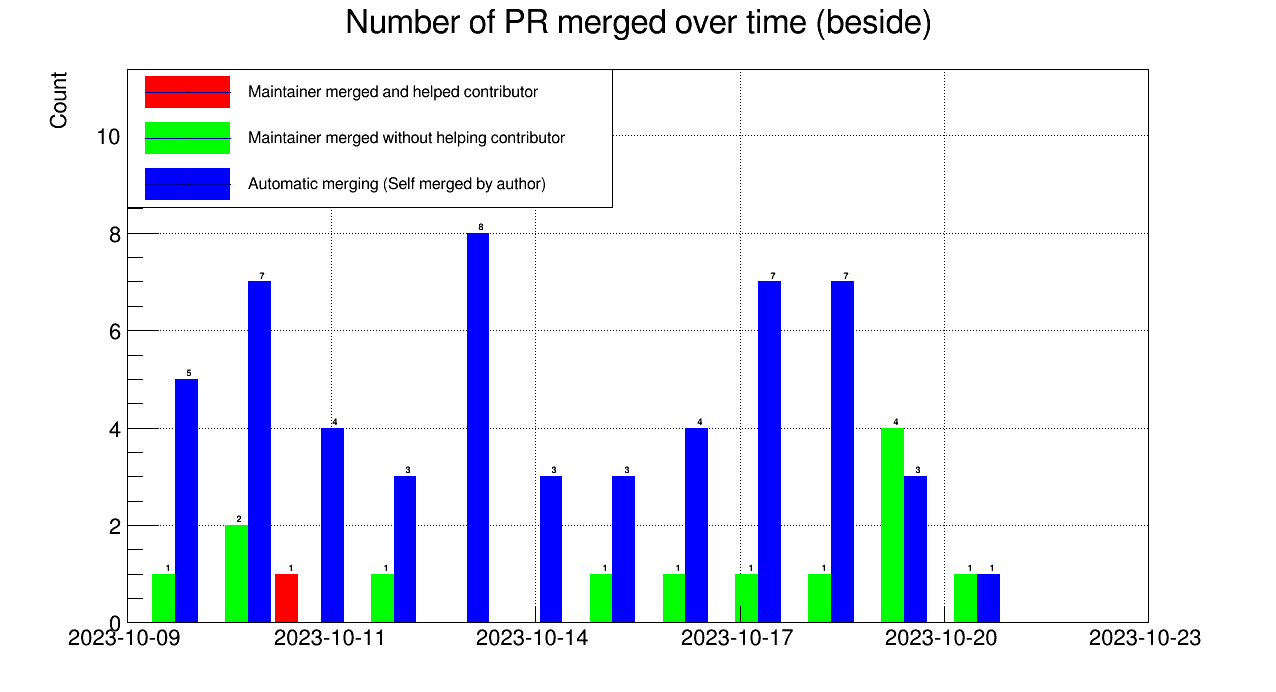 Number of PR merged over time (beside)
Count
Maintainer merged and helped contributor
Maintainer merged without helping contributor
Automatic merging (Self merged by author)
10
8
6
4
2
0
1 5 2 7 1 4 1 3 8 3 1 3 1 4 1 7 1 7 4 3 1 1
2023-10-09 2023-10-11 2023-10-14 2023-10-17 2023-10-20 2023-10-23